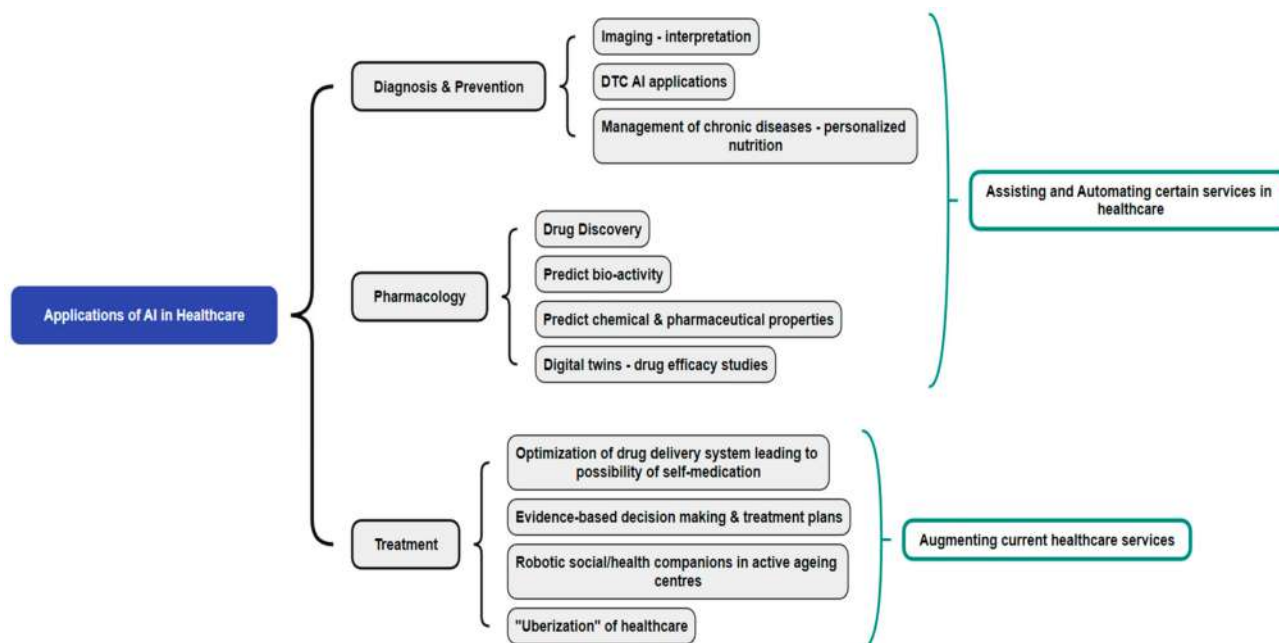 Imaging - interpretation
Diagnosis & Prevention
DTC AI applications
Management of chronic diseases - personalized
nutrition
Assisting and Automating certain services in
healthcare
Drug Discovery
Predict bio-activity
Pharmacology
Applications of AI in Healthcare
Predict chemical & pharmaceutical properties
Digital twins - drug efficacy studies
Optimization of drug delivery system leading to
possibility of self-medication
Evidence-based decision making & treatment plans
Treatment
Augmenting current healthcare services
Robotic social/health companions in active ageing
centres
"Uberization" of healthcare